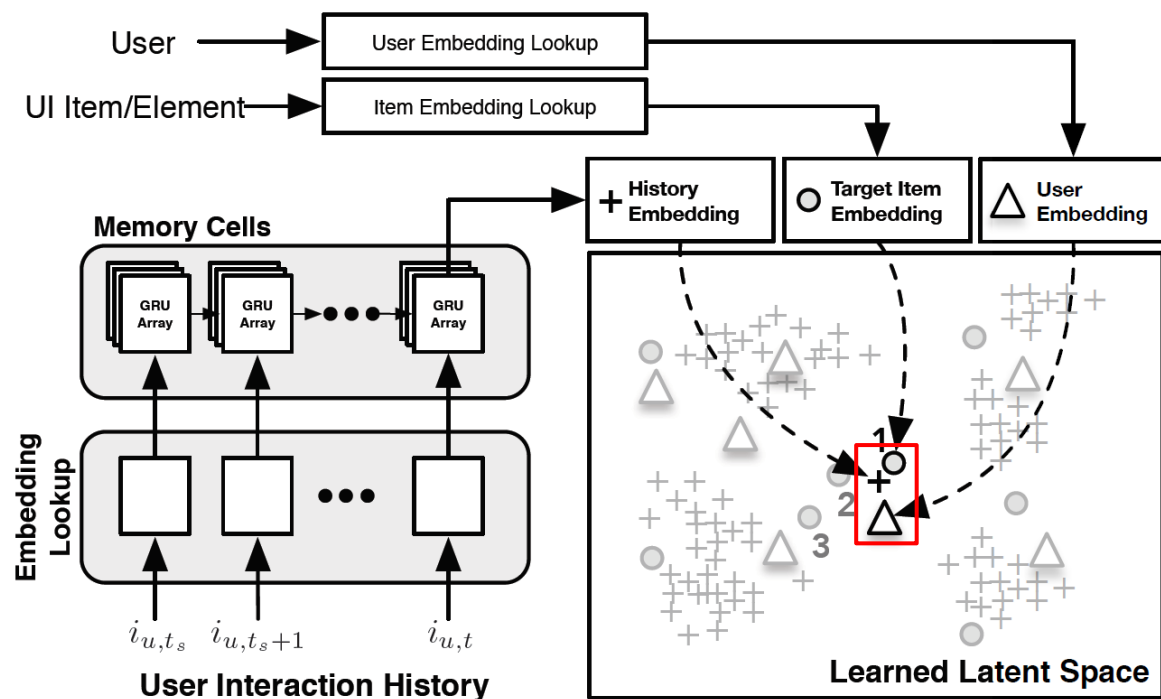 User
User Embedding Lookup
UI Item/Element
Item Embedding Lookup
+ History
Embedding
Target Item
Embedding
User
Embedding
Memory Cells
GRU
Array
GRU
Array
GRU
Array
Embedding
Lookup
1
2
3
i_{u,t_s}
i_{u,t_s+1}
i_{u,t}
User Interaction History
Learned Latent Space